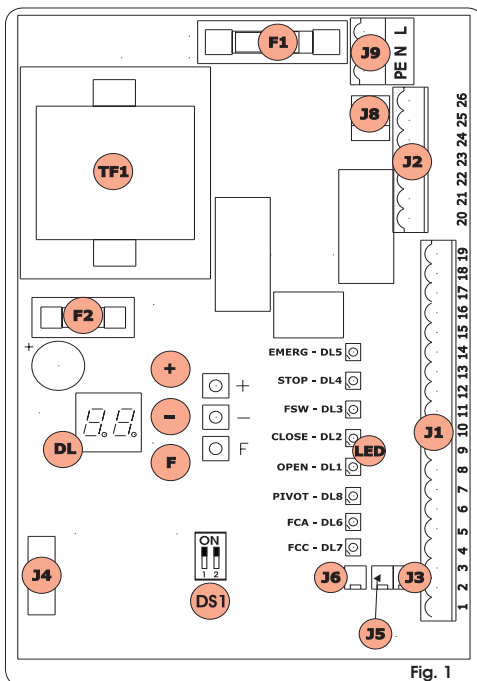 F1
J9
PE N L
J8
J2
26
25
24
23
22
21
20
TF1
19
18
17
16
15
14
13
12
11
10
9
8
7
6
5
4
3
2
1
J1
F2
+
+
+
-
—
F
F
DL
8.8.
EMERG - DL5
STOP - DL4
FSW - DL3
CLOSE - DL2
LED
OPEN - DL1
PIVOT - DL8
FCA - DL6
FCC - DL7
J4
ON
1 2
DS1
J6
J3
J5
Fig. 1